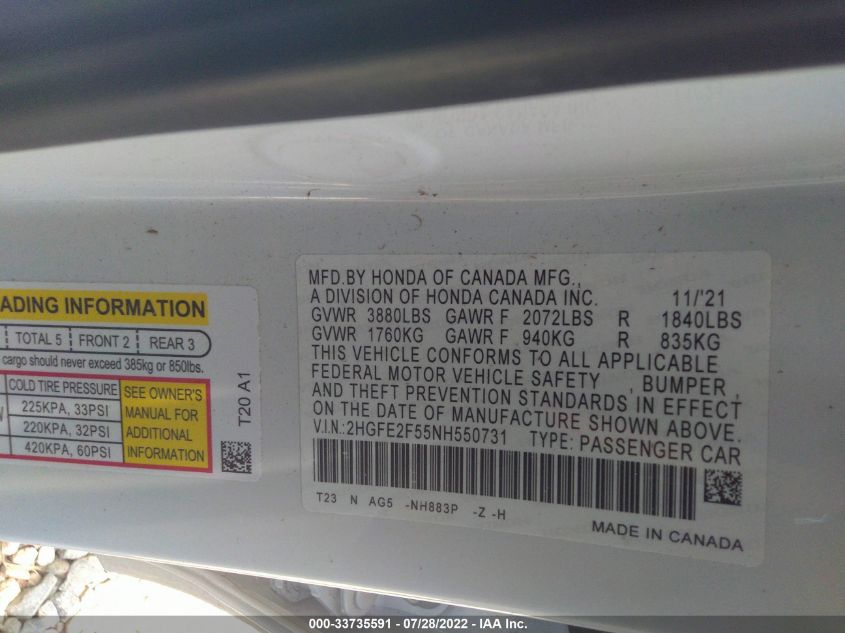 ADING INFORMATION
TOTAL 5 FRONT 2 REAR 3
cargo should never exceed 385kg or 850lbs.
COLD TIRE PRESSURE
225KPA, 33PSI
220KPA, 32PSI
420KPA, 60PSI
SEE OWNER'S
MANUAL FOR
ADDITIONAL
INFORMATION
T20 A1
MFD.BY HONDA OF CANADA MFG.,
A DIVISION OF HONDA CANADA INC. 11/'21
GVWR 3880LBS GAWR F 2072LBS R 1840LBS
GVWR 1760KG GAWR F 940KG R 835KG
THIS VEHICLE CONFORMS TO ALL APPLICABLE
FEDERAL MOTOR VEHICLE SAFETY , BUMPER ,
AND THEFT PREVENTION STANDARDS IN EFFECT
ON THE DATE OF MANUFACTURE SHOWN ABOVE.
V.I.N.:2HGFE2F55NH550731 TYPE: PASSENGER CAR
T23 N AG5 -NH883P -Z -H
MADE IN CANADA
000-33735591 / 07/28/2022 - IAA Inc.